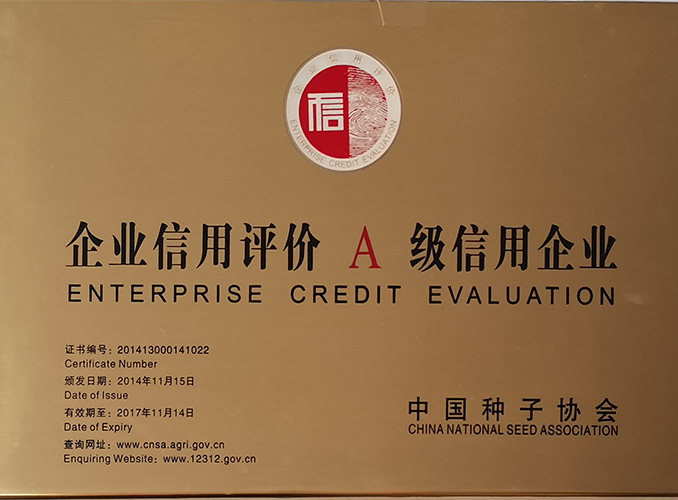 企业信用评价
信
ENTERPRISE CREDIT EVALUATION
企业信用评价 A 级信用企业
ENTERPRISE CREDIT EVALUATION
证书编号：201413000141022
Certificate Number
颁发日期：2014年11月15日
Date of Issue
有效期至：2017年11月14日
Date of Expiry
查询网址：www.cnsa.agri.gov.cn
Enquiring Website：www.12312.gov.cn
中国种子协会
CHINA NATIONAL SEED ASSOCIATION